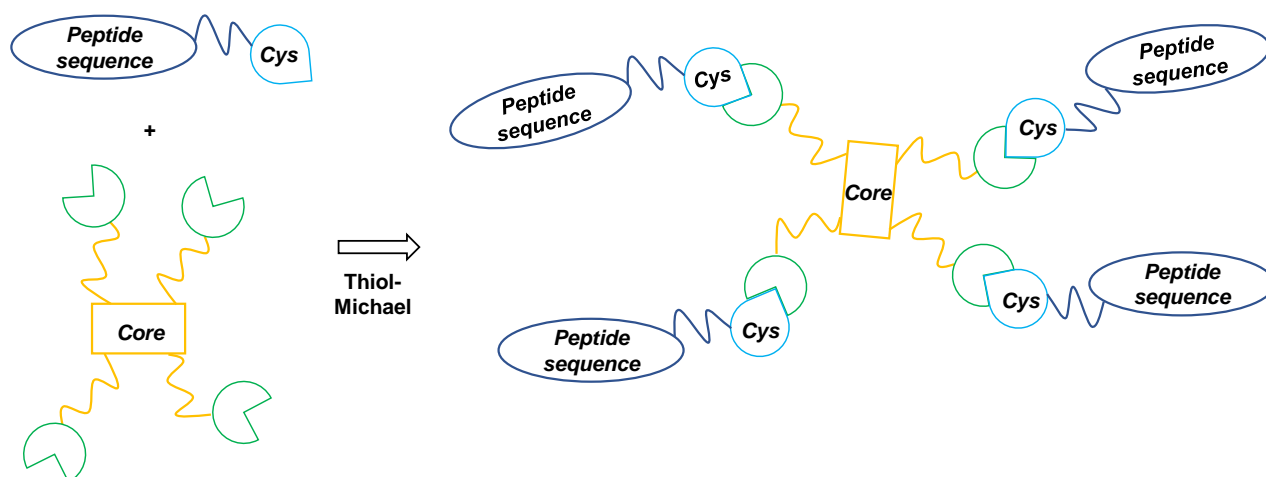 Peptide
sequence
Cys
+
Core
Thiol-
Michael
Peptide
sequence
Cys
Cys
Peptide
sequence
Core
Peptide
sequence
Cys
Cys
Peptide
sequence